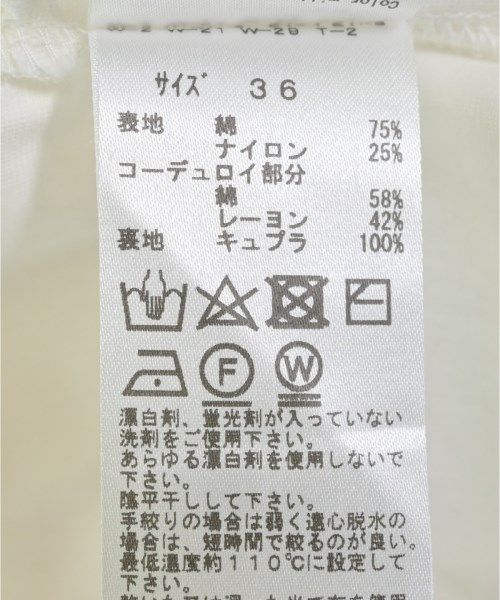 サイズ 36
表地 綿 75%
ナイロン 25%
コーデュロイ部分
綿 58%
レーヨン 42%
裏地 キュプラ 100%
F W
漂白剤、蛍光剤が入っていない
洗剤をご使用下さい。
あらゆる漂白剤を使用しないで
下さい。
陰平干しして下さい。
手絞りの場合は弱く遠心脱水の
場合は、短時間で絞るのが良い。
最低温度約110℃に設定して
下さい。